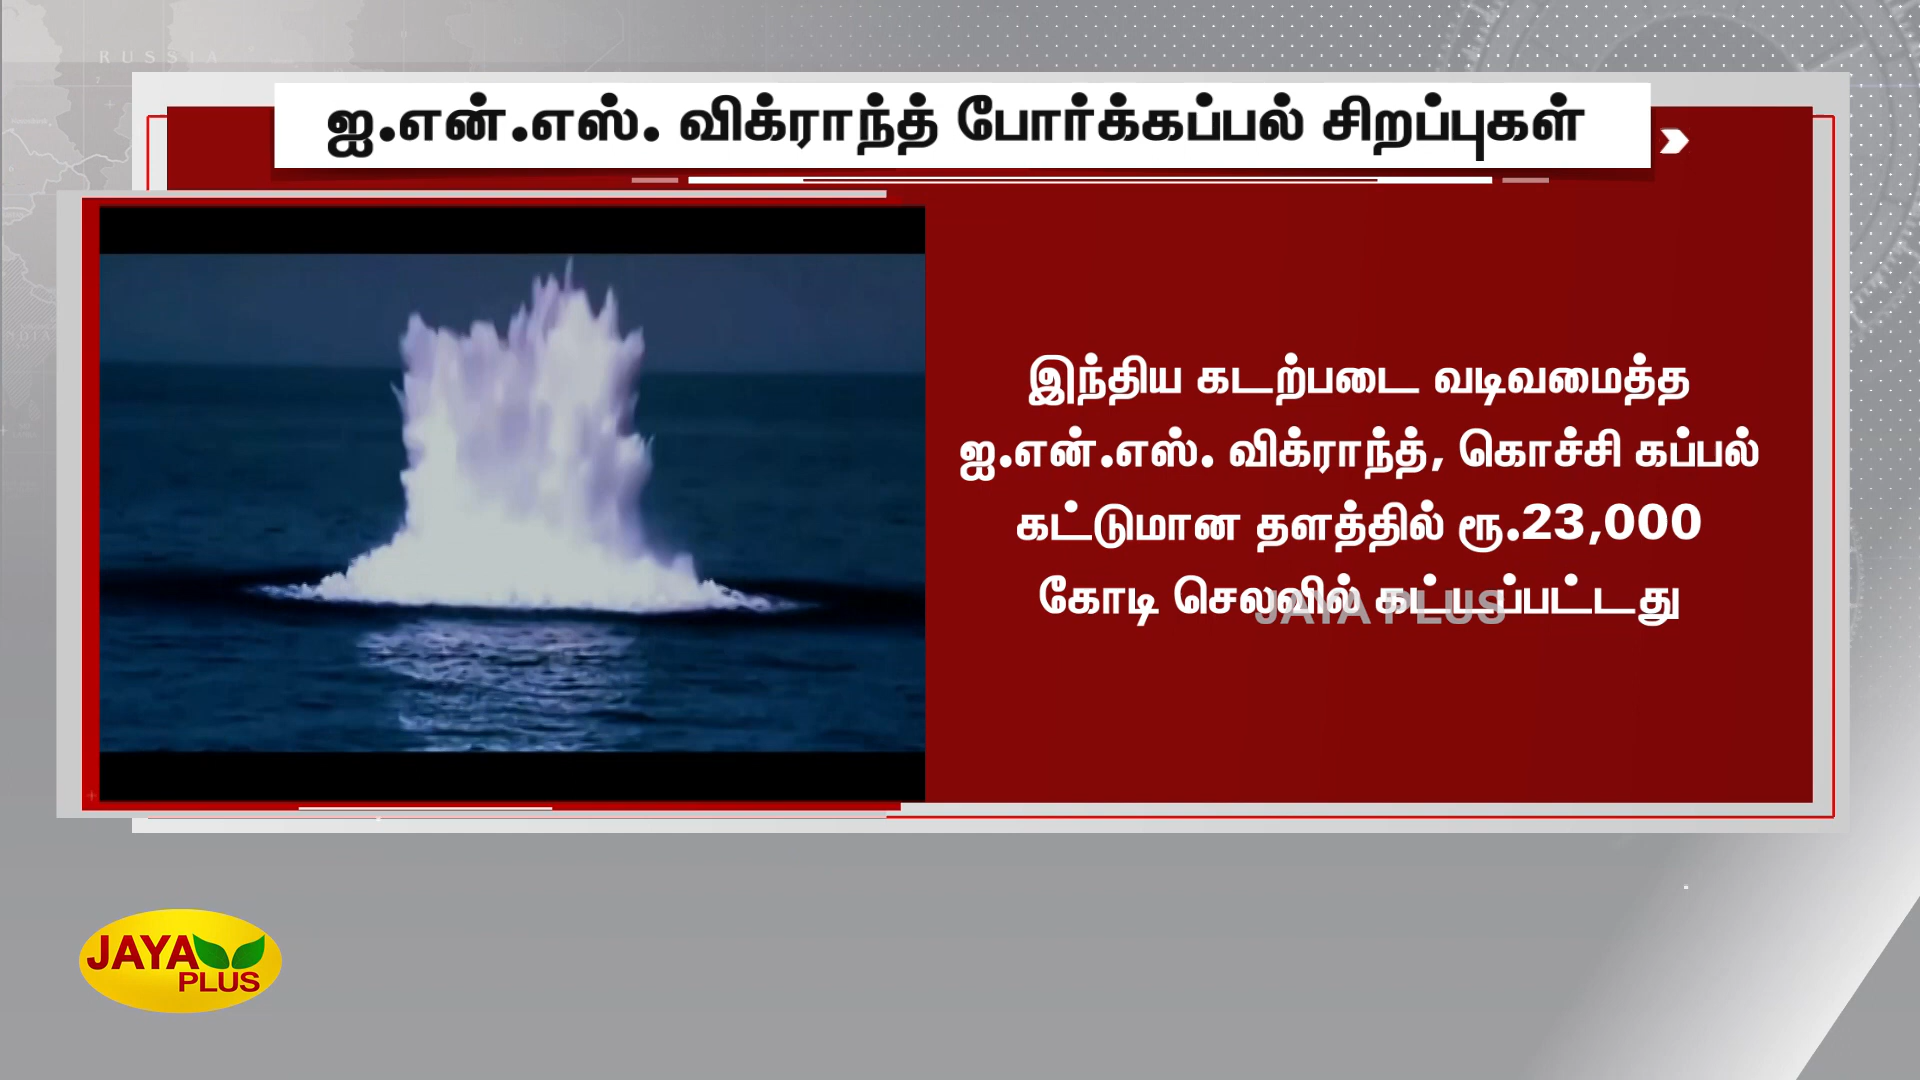 RUSSIA
ஐ.என்.எஸ். விக்ராந்த் போர்க்கப்பல் சிறப்புகள்
இந்திய கடற்படை வடிவமைத்த
ஐ.என்.எஸ். விக்ராந்த், கொச்சி கப்பல்
கட்டுமான தளத்தில் ரூ.23,000
கோடி செலவில் கட்டப்பட்டது
JAYA PLUS
JAYA
PLUS